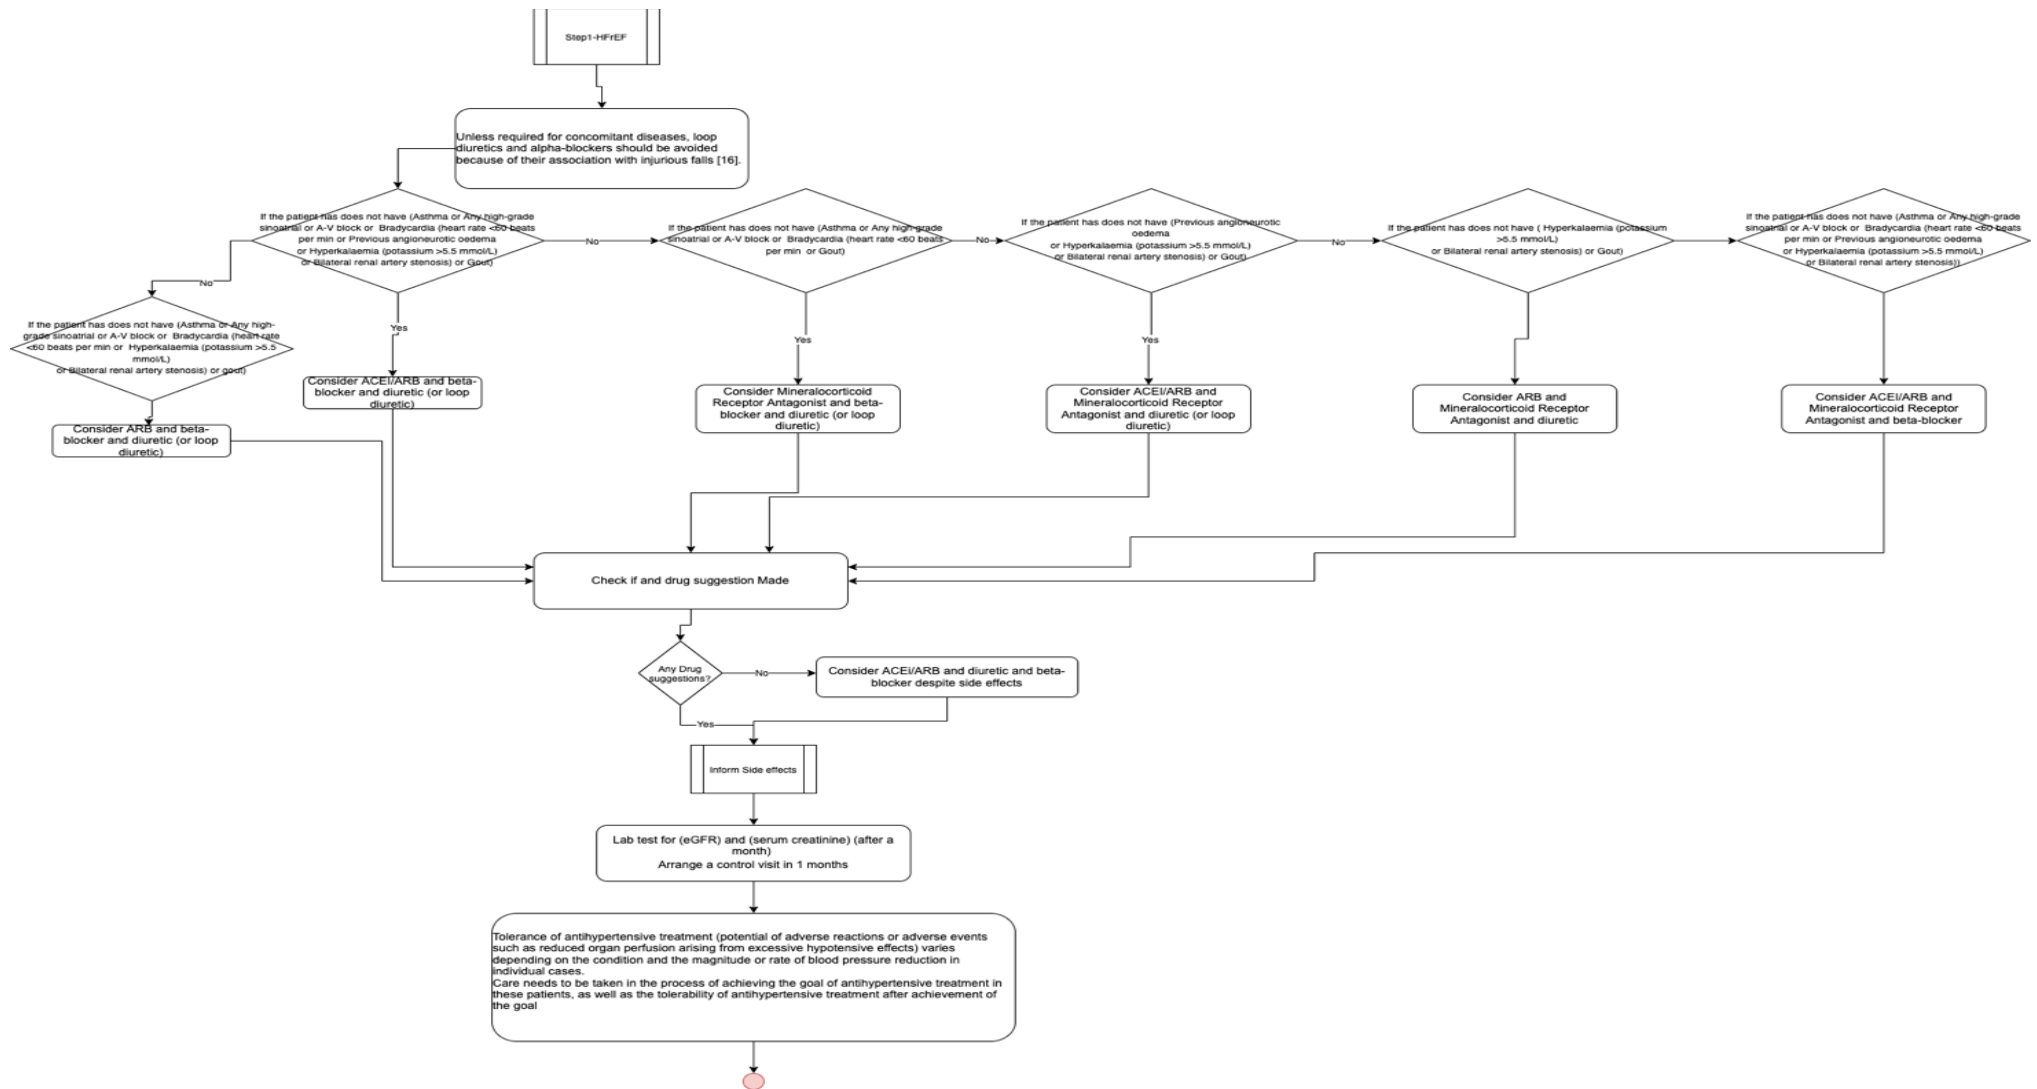 Step1-HFrEF
Unless required for concomitant diseases, loop
diuretics and alpha-blockers should be avoided
because of their association with injurious falls [16].
If the patient has does not have (Asthma or Any high-grade
sinoatrial or A-V block or Bradycardia (heart rate <60 beats
per min or Previous angioneurotic oedema
or Hyperkalaemia (potassium >5.5 mmol/L)
or Bilateral renal artery stenosis) or Gout)
No
If the patient has does not have (Asthma or Any high-grade
sinoatrial or A-V block or Bradycardia (heart rate <60 beats
per min or Gout)
No
If the patient has does not have (Previous angioneurotic
oedema
or Hyperkalaemia (potassium >5.5 mmol/L)
or Bilateral renal artery stenosis) or Gout)
No
If the patient has does not have ( Hyperkalaemia (potassium
>5.5 mmol/L)
or Bilateral renal artery stenosis) or Gout)
If the patient has does not have (Asthma or Any high-grade
sinoatrial or A-V block or Bradycardia (heart rate <60 beats
per min or Previous angioneurotic oedema
or Hyperkalaemia (potassium >5.5 mmol/L)
or Bilateral renal artery stenosis))
No
If the patient has does not have (Asthma or Any high-
grade sinoatrial or A-V block or Bradycardia (heart rate
<60 beats per min or Hyperkalaemia (potassium >5.5
mmol/L)
or Bilateral renal artery stenosis) or gout)
Yes
Yes
Yes
Consider ACEI/ARB and beta-
blocker and diuretic (or loop
diuretic)
Consider Mineralocorticoid
Receptor Antagonist and beta-
blocker and diuretic (or loop
diuretic)
Consider ACEI/ARB and
Mineralocorticoid Receptor
Antagonist and diuretic (or loop
diuretic)
Consider ARB and
Mineralocorticoid Receptor
Antagonist and diuretic
Consider ACEI/ARB and
Mineralocorticoid Receptor
Antagonist and beta-blocker
Consider ARB and beta-
blocker and diuretic (or loop
diuretic)
Check if and drug suggestion Made
Any Drug
suggestions?
No
Consider ACEi/ARB and diuretic and beta-
blocker despite side effects
Yes
Inform Side effects
Lab test for (eGFR) and (serum creatinine) (after a
month)
Arrange a control visit in 1 months
Tolerance of antihypertensive treatment (potential of adverse reactions or adverse events
such as reduced organ perfusion arising from excessive hypotensive effects) varies
depending on the condition and the magnitude or rate of blood pressure reduction in
individual cases.
Care needs to be taken in the process of achieving the goal of antihypertensive treatment in
these patients, as well as the tolerability of antihypertensive treatment after achievement of
the goal